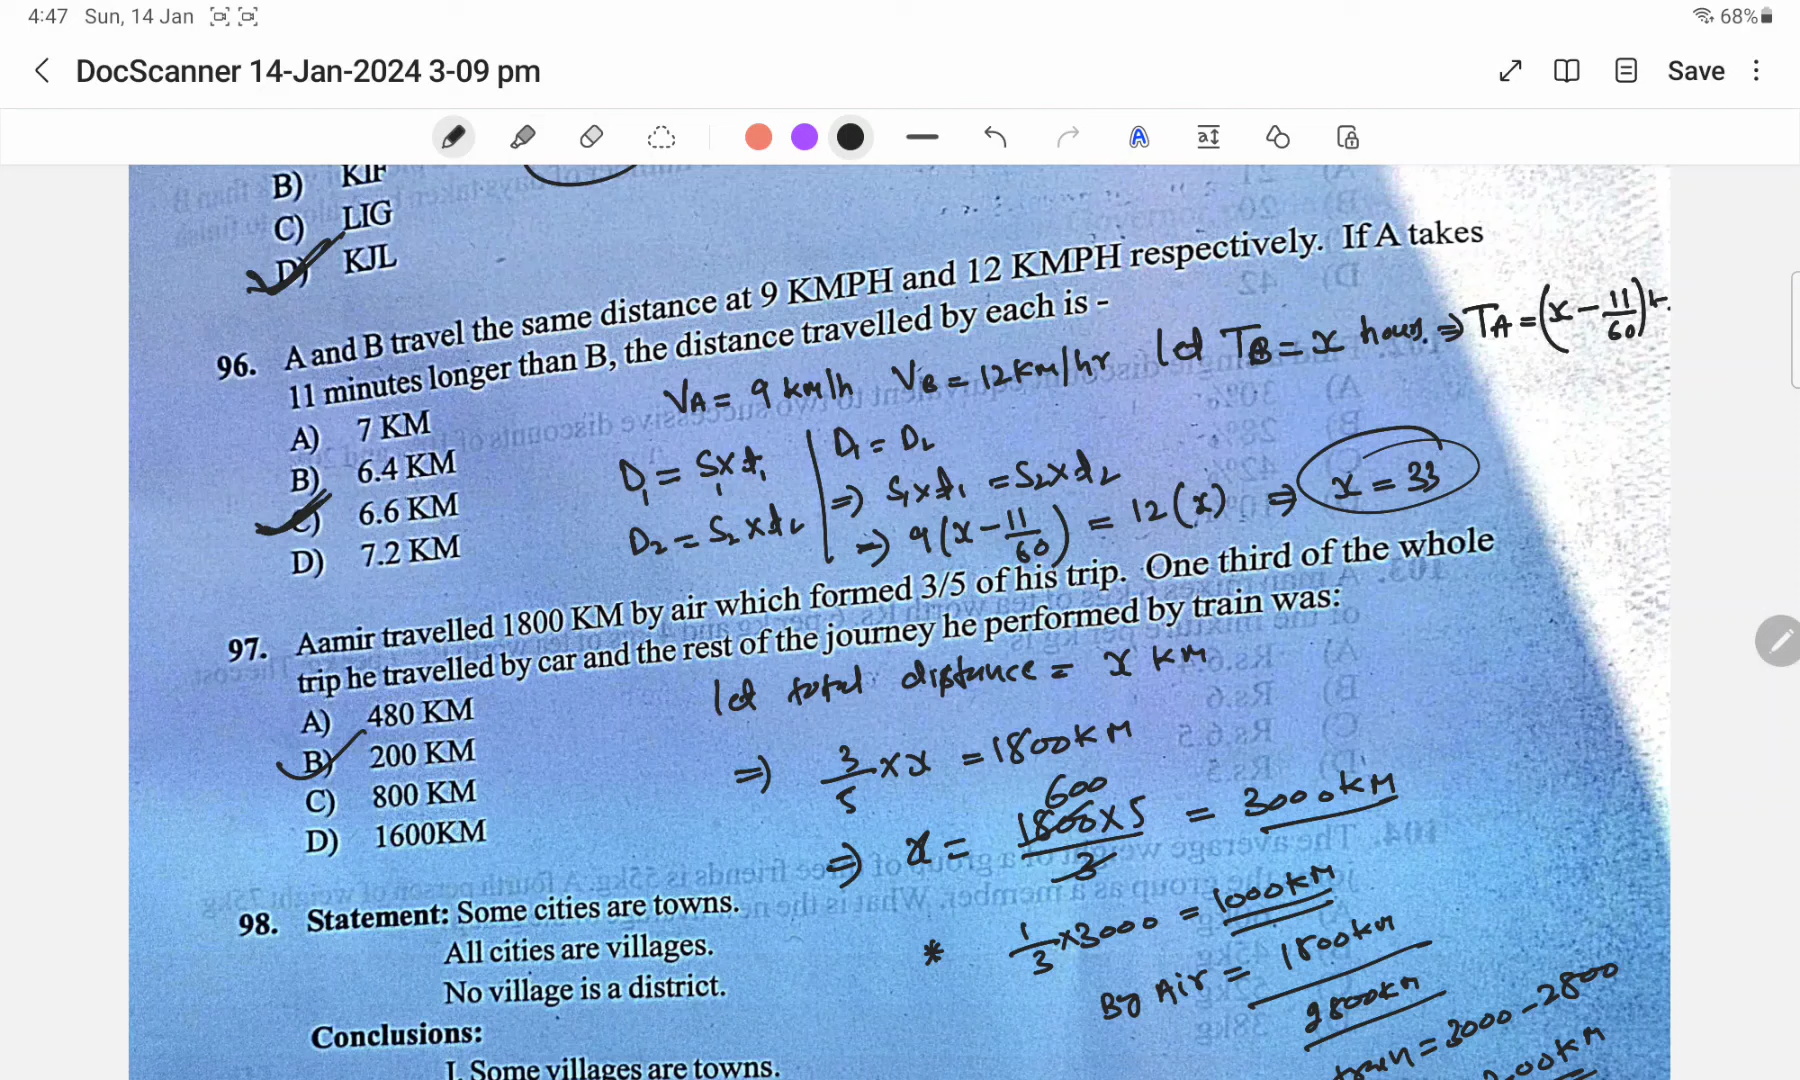 4:47 Sun, 14 Jan
68%
DocScanner 14-Jan-2024 3-09 pm
Save
B) KIF
C) LIG
D) KJL
96. A and B travel the same distance at 9 KMPH and 12 KMPH respectively. If A takes
11 minutes longer than B, the distance travelled by each is -
A) 7 KM
B) 6.4 KM
C) 6.6 KM
D) 7.2 KM
VA = 9 km/h VB = 12 KM/hr let TB = x hours. ⇒ TA = (x - 11/60)
D1 = S1 x t1
D2 = S2 x t2
D1 = D2
⇒ S1 x t1 = S2 x t2
⇒ 9(x - 11/60) = 12(x) ⇒ x = 33
97. Aamir travelled 1800 KM by air which formed 3/5 of his trip. One third of the whole
trip he travelled by car and the rest of the journey he performed by train was:
A) 480 KM
B) 200 KM
C) 800 KM
D) 1600KM
let total distance = x KM
⇒ 3/5 x x = 1800KM
600
⇒ x = 1800x5/3 = 3000KM
* 1/3 x 3000 = 1000KM
By Air = 1800km
2800km
train = 3000 - 2800
98. Statement: Some cities are towns.
All cities are villages.
No village is a district.
Conclusions:
I. Some villages are towns.